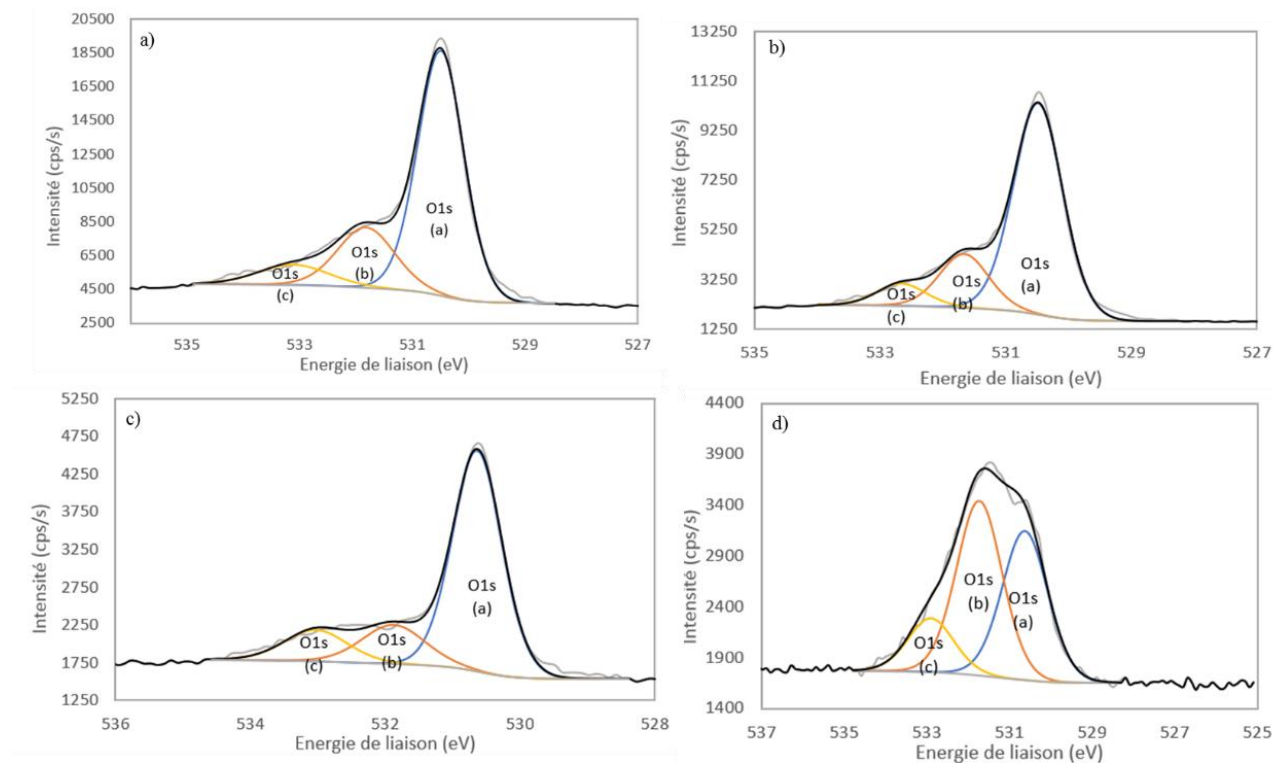 a)
20500
18500
16500
14500
12500
10500
8500
6500
4500
2500
Intensité (cps/s)
O1s
(a)
O1s
(b)
O1s
(c)
535
533
531
529
527
Energie de liaison (eV)
b)
13250
11250
9250
7250
5250
3250
1250
Intensité (cps/s)
O1s
(a)
O1s
(b)
O1s
(c)
535
533
531
529
527
Energie de liaison (eV)
c)
5250
4750
4250
3750
3250
2750
2250
1750
1250
Intensité (cps/s)
O1s
(a)
O1s
(b)
O1s
(c)
536
534
532
530
528
Energie de liaison (eV)
d)
4400
3900
3400
2900
2400
1900
1400
Intensité (cps/s)
O1s
(b)
O1s
(a)
O1s
(c)
537
535
533
531
529
527
525
Energie de liaison (eV)